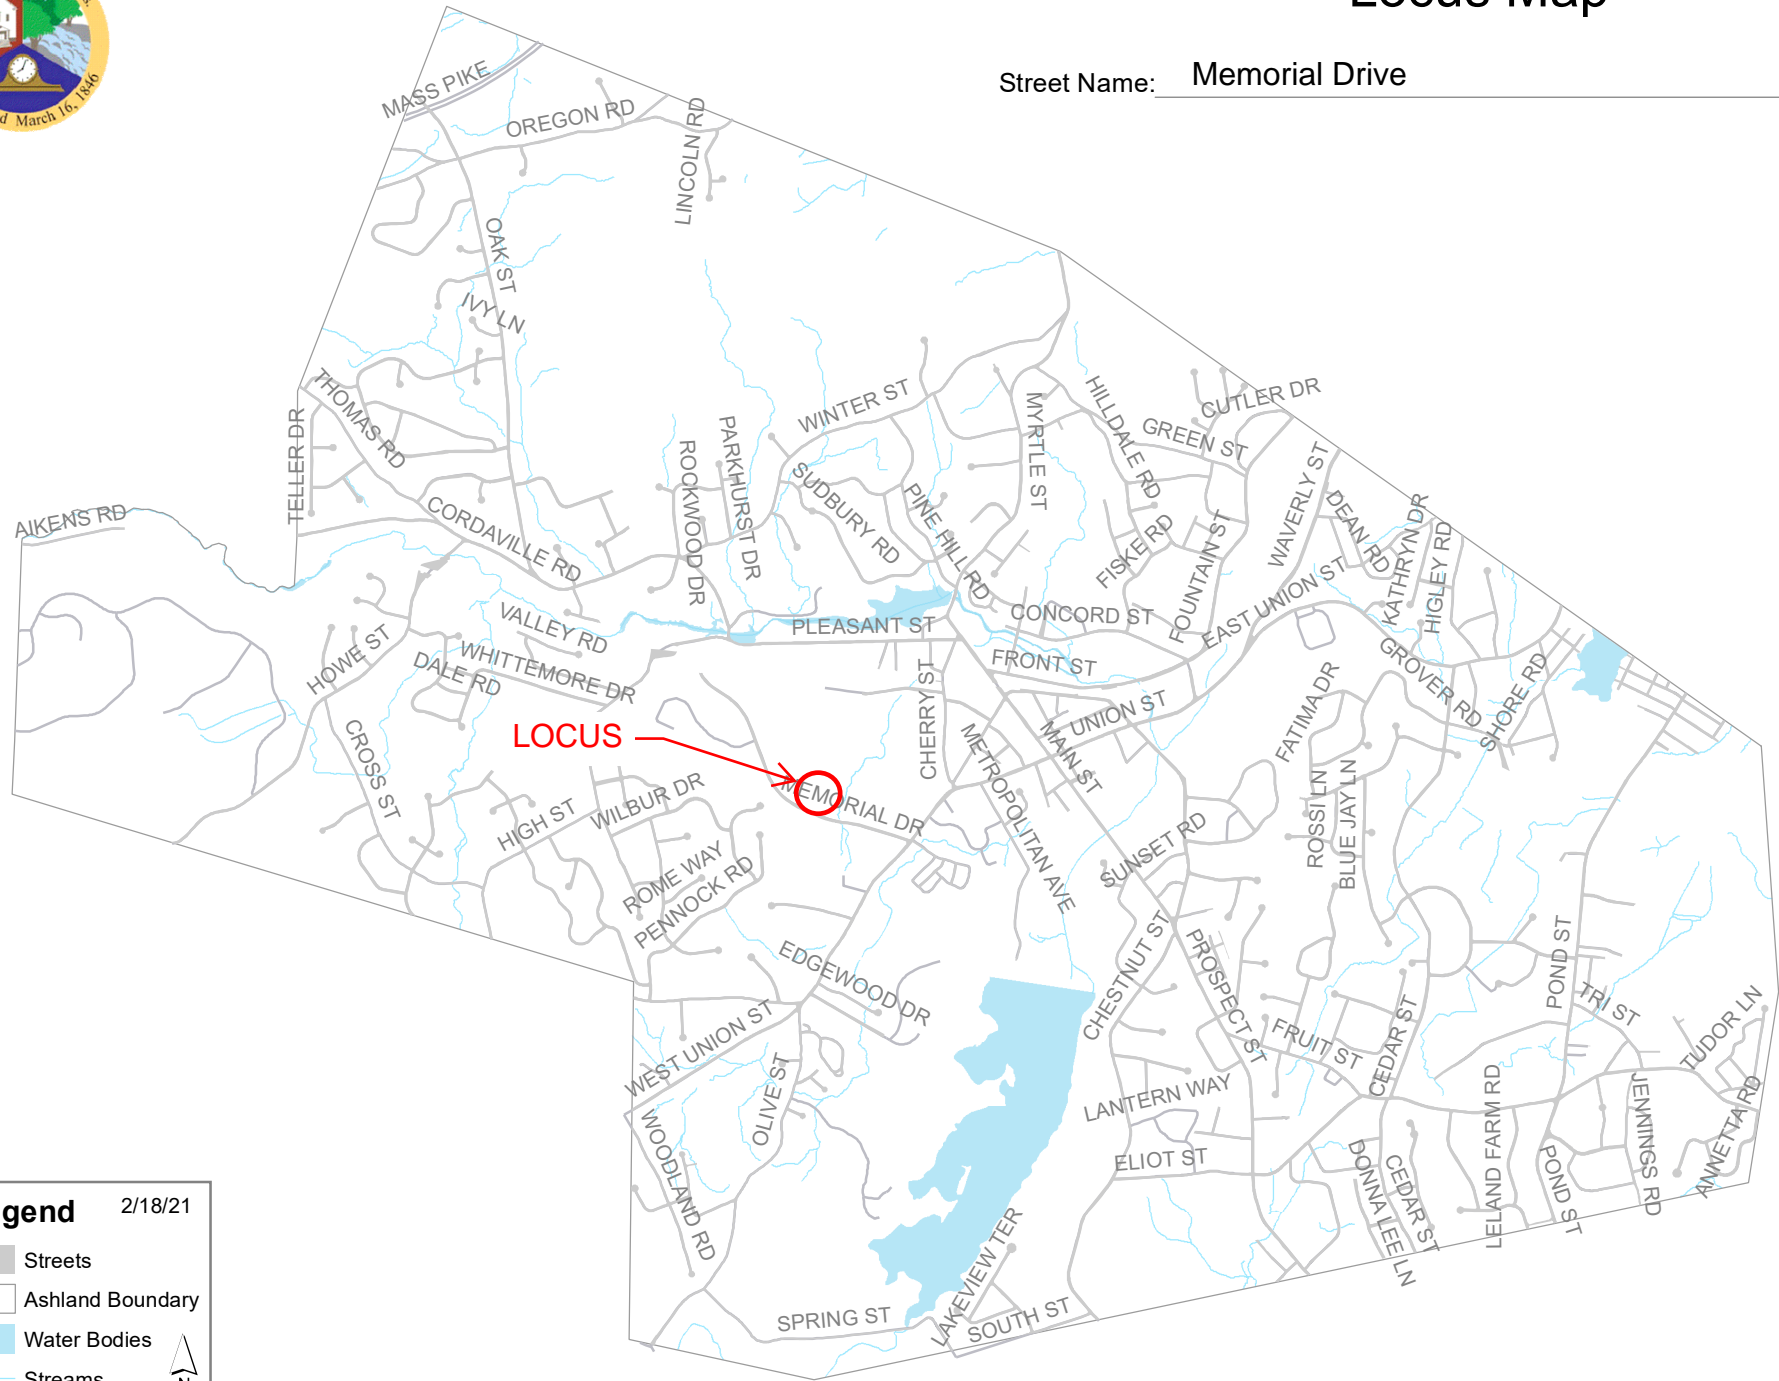 Locus Map
Street Name: Memorial Drive
d March 16, 1846
MASS PIKE
OREGON RD
LINCOLN RD
OAK ST
IVY LN
THOMAS RD
TELLER DR
AIKENS RD
CORDAVILLE RD
ROCKWOOD DR
PARKHURST DR
WINTER ST
SUDBURY RD
PINE HILL RD
MYRTLE ST
HILLDALE RD
GREEN ST
CUTLER DR
FISKE RD
FOUNTAIN ST
WAVERLY ST
DEAN RD
KATHRYN DR
HIGLEY RD
CONCORD ST
EAST UNION ST
PLEASANT ST
FRONT ST
VALLEY RD
WHITTEMORE DR
DALE RD
HOWE ST
CROSS ST
LOCUS
CHERRY ST
METROPOLITAN AVE
MAIN ST
UNION ST
FATIMA DR
GROVER RD
SHORE RD
MEMORIAL DR
HIGH ST
WILBUR DR
ROME WAY
PENNOCK RD
SUNSET RD
ROSSI LN
BLUE JAY LN
EDGEWOOD DR
CHESTNUT ST
PROSPECT ST
POND ST
TRI ST
TUDOR LN
WEST UNION ST
OLIVE ST
FRUIT ST
CEDAR ST
LANTERN WAY
LELAND FARM RD
JENNINGS RD
ANNETTA RD
WOODLAND RD
ELIOT ST
DONNA LEE LN
CEDAR ST
POND ST
LAKEVIEW TER
SPRING ST
SOUTH ST
gend 2/18/21
Streets
Ashland Boundary
Water Bodies
Streams
N